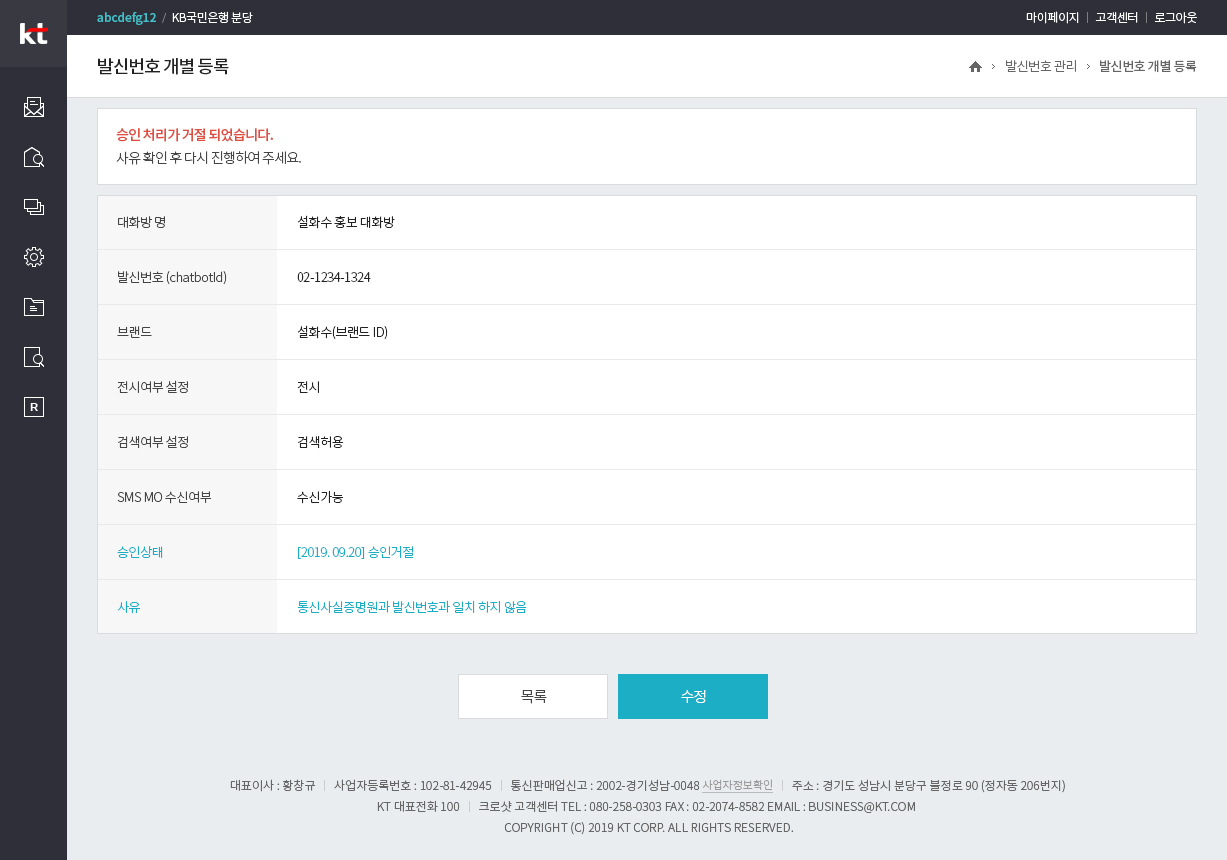 kt
abcdefg12 / KB국민은행 분당
마이페이지 | 고객센터 | 로그아웃
발신번호 개별 등록
발신번호 관리 > 발신번호 개별 등록
승인 처리가 거절 되었습니다.
사유 확인 후 다시 진행하여 주세요.
대화방 명 설화수 홍보 대화방
발신번호 (chatbotId) 02-1234-1324
브랜드 설화수(브랜드 ID)
전시여부 설정 전시
검색여부 설정 검색허용
SMS MO 수신여부 수신가능
승인상태 [2019. 09.20] 승인거절
사유 통신사실증명원과 발신번호과 일치 하지 않음
R
목록 수정
대표이사 : 황창규 | 사업자등록번호 : 102-81-42945 | 통신판매업신고 : 2002-경기성남-0048 사업자정보확인 | 주소 : 경기도 성남시 분당구 불정로 90 (정자동 206번지)
KT 대표전화 100 | 크로샷 고객센터 TEL : 080-258-0303 FAX : 02-2074-8582 EMAIL : BUSINESS@KT.COM
COPYRIGHT (C) 2019 KT CORP. ALL RIGHTS RESERVED.